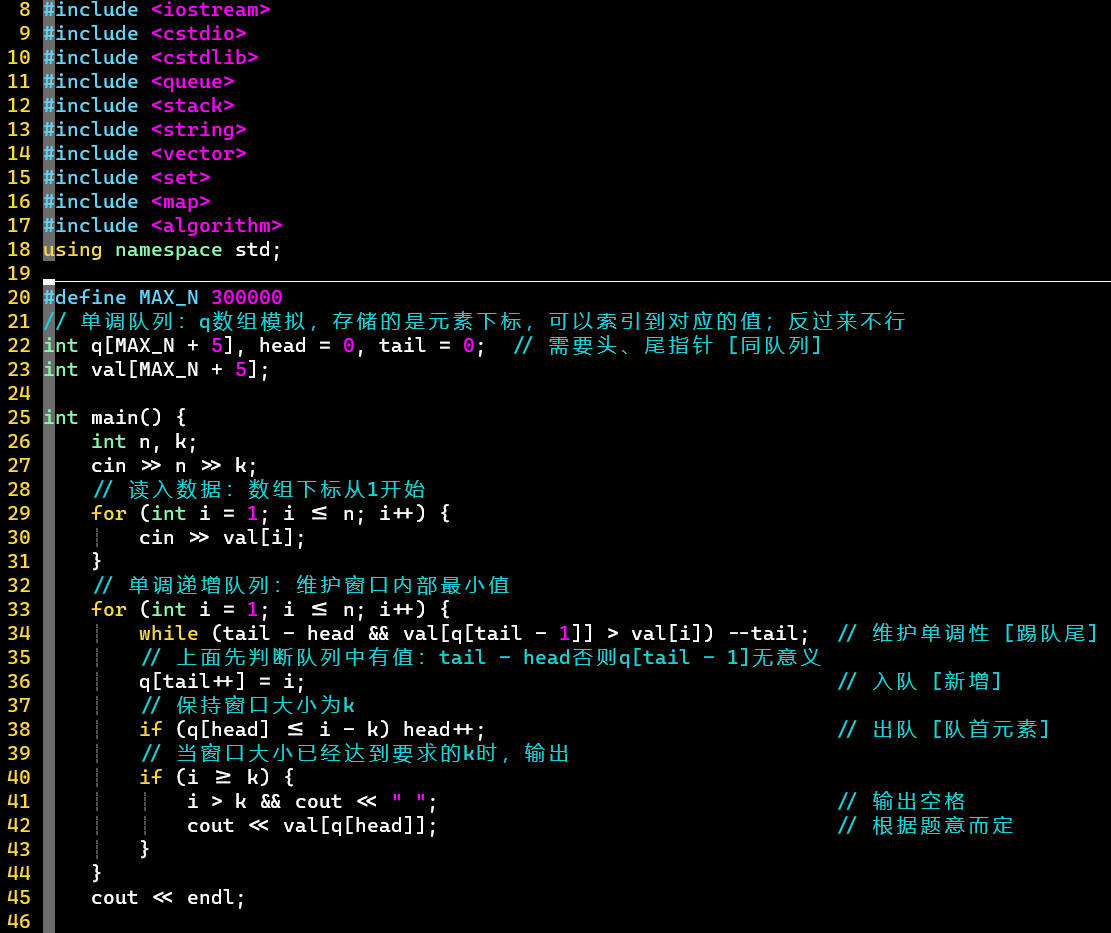 8 #include <iostream>
9 #include <cstdio>
10 #include <cstdlib>
11 #include <queue>
12 #include <stack>
13 #include <string>
14 #include <vector>
15 #include <set>
16 #include <map>
17 #include <algorithm>
18 using namespace std;
19
20 #define MAX_N 300000
21 // 单调队列：q数组模拟，存储的是元素下标，可以索引到对应的值；反过来不行
22 int q[MAX_N + 5], head = 0, tail = 0;  // 需要头、尾指针 [同队列]
23 int val[MAX_N + 5];
24
25 int main() {
26     int n, k;
27     cin >> n >> k;
28     // 读入数据：数组下标从1开始
29     for (int i = 1; i <= n; i++) {
30         cin >> val[i];
31     }
32     // 单调递增队列：维护窗口内部最小值
33     for (int i = 1; i <= n; i++) {
34         while (tail - head && val[q[tail - 1]] > val[i]) --tail;  // 维护单调性 [踢队尾]
35         // 上面先判断队列中有值：tail - head否则q[tail - 1]无意义
36         q[tail++] = i;                                            // 入队 [新增]
37         // 保持窗口大小为k
38         if (q[head] <= i - k) head++;                             // 出队 [队首元素]
39         // 当窗口大小已经达到要求的k时，输出
40         if (i >= k) {
41             i > k && cout << " ";                                 // 输出空格
42             cout << val[q[head]];                                 // 根据题意而定
43         }
44     }
45     cout << endl;
46